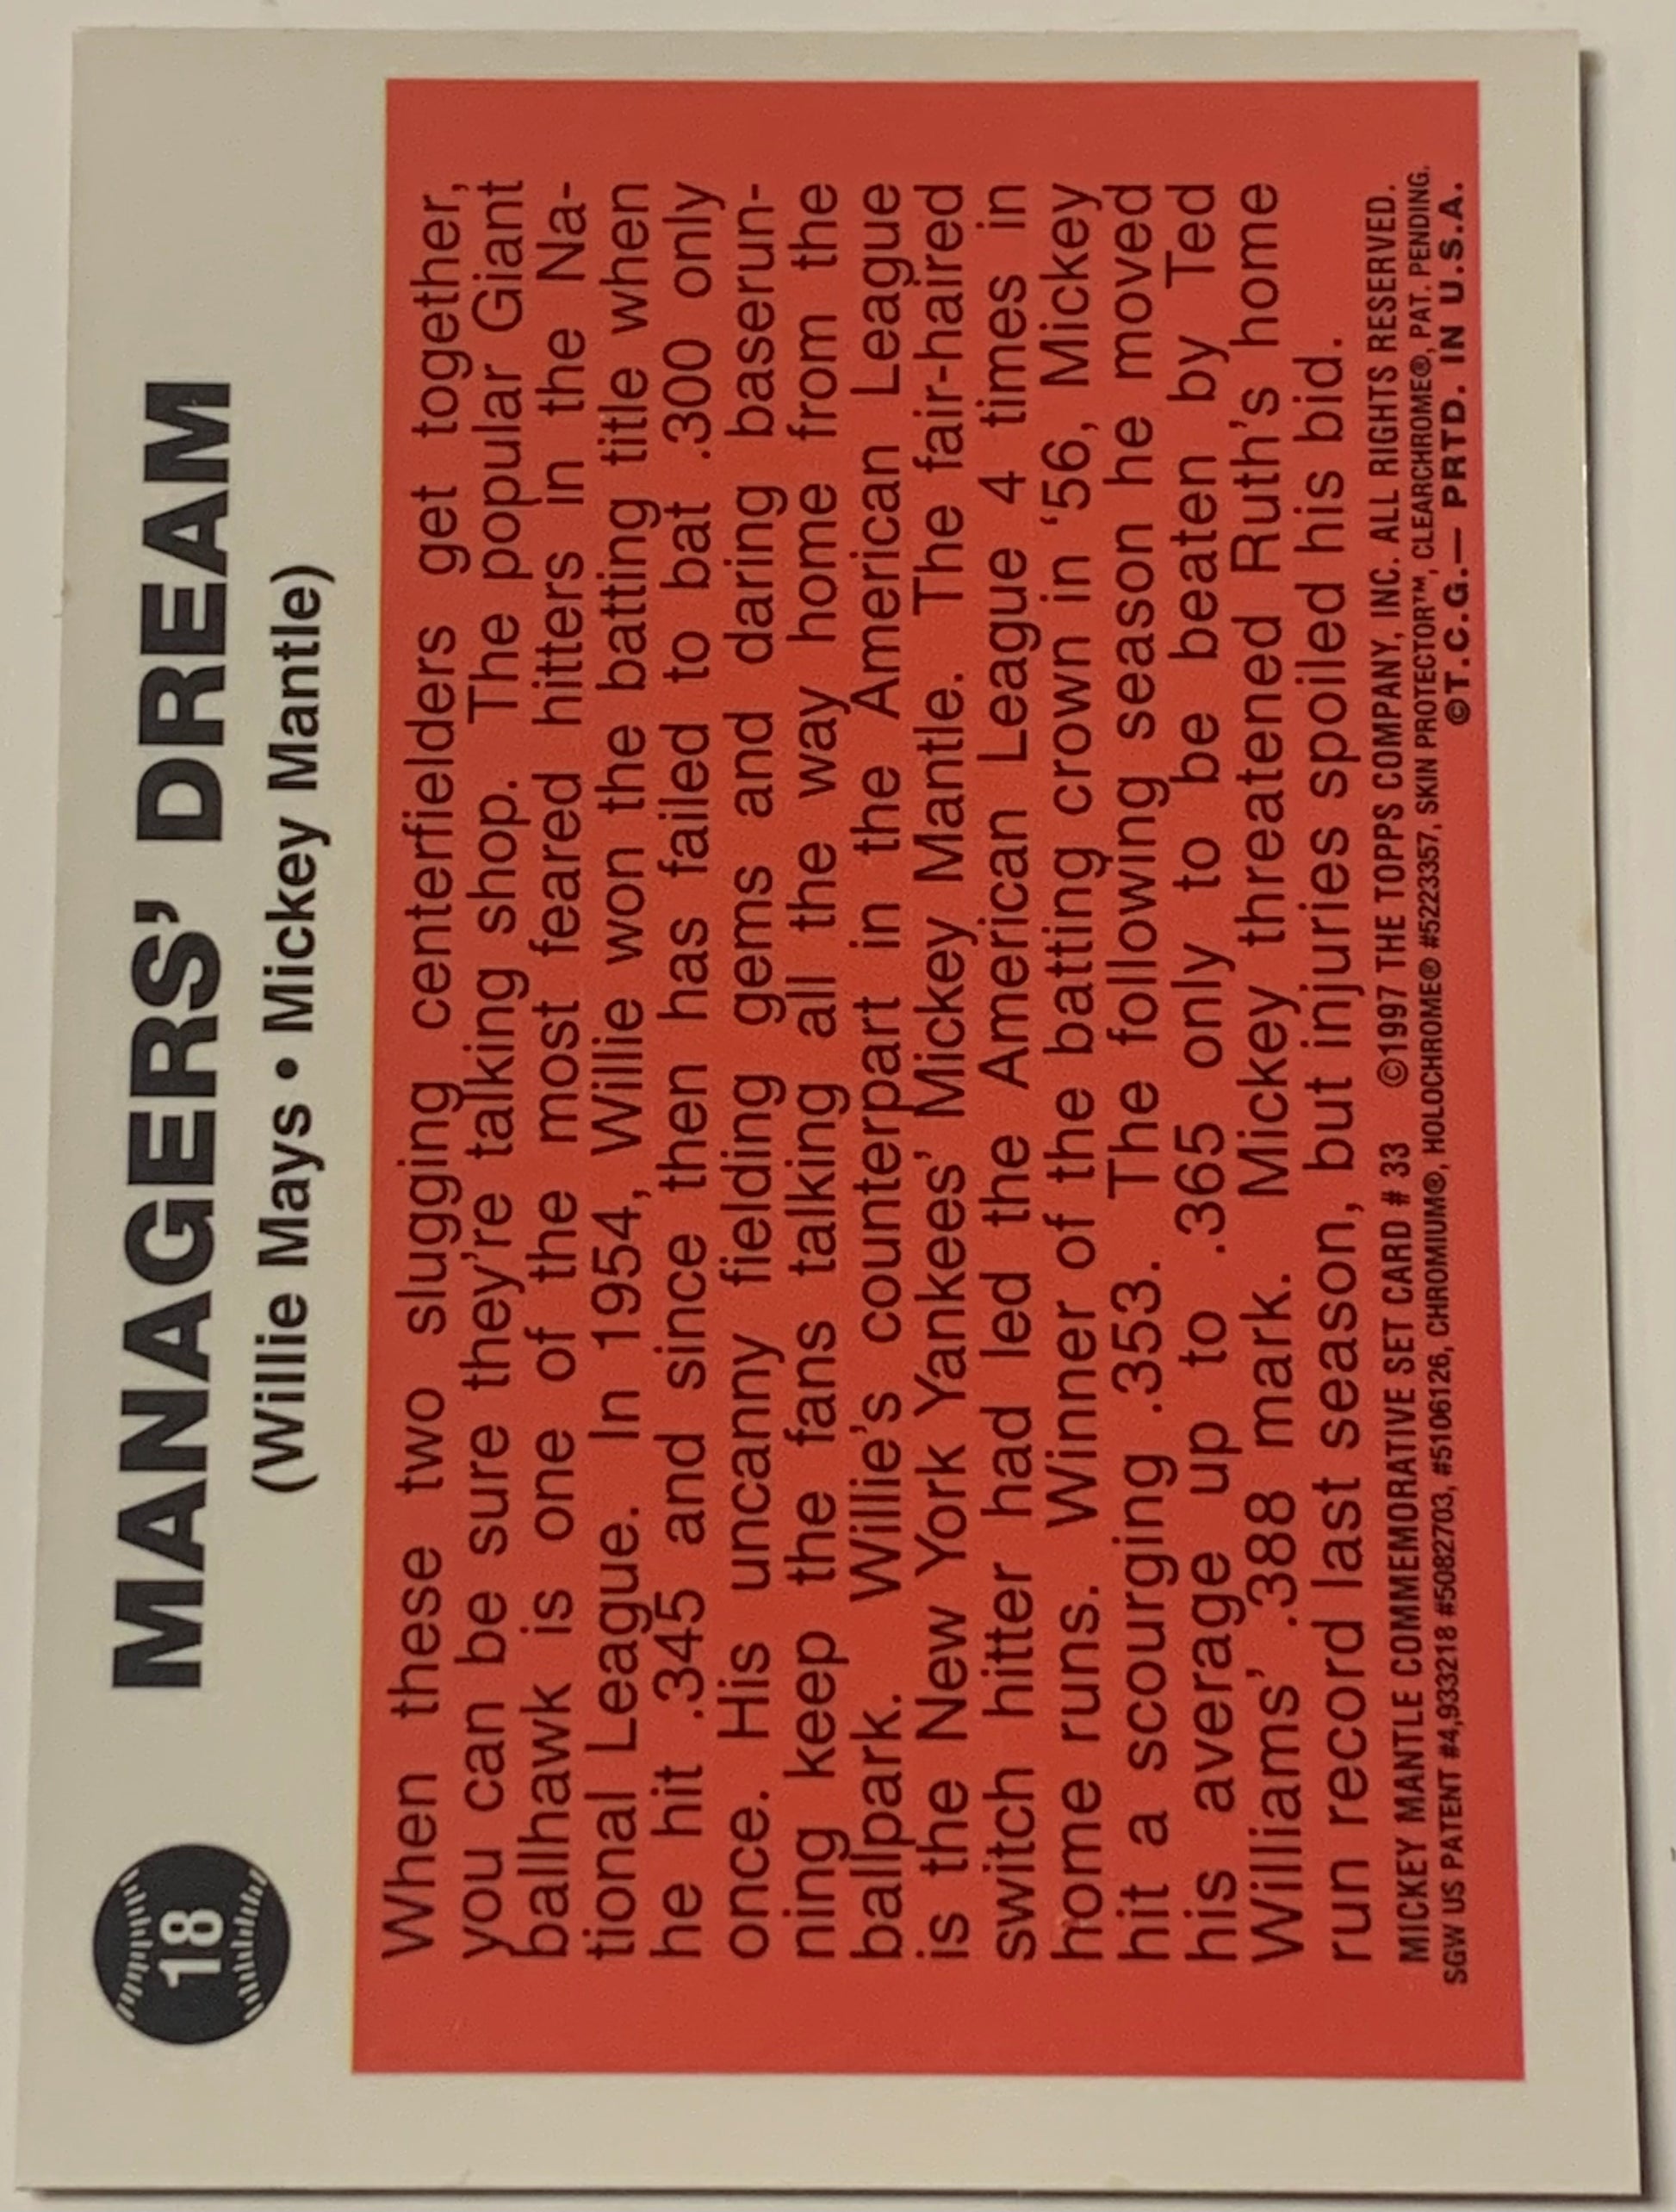 18
MANAGERS' DREAM
(Willie Mays • Mickey Mantle)
When these two slugging centerfielders get together,
you can be sure they're talking shop. The popular Giant
ballhawk is one of the most feared hitters in the Na-
tional League. In 1954, Willie won the batting title when
he hit .345 and since then has failed to bat .300 only
once. His uncanny fielding gems and daring baserun-
ning keep the fans talking all the way home from the
ballpark. Willie's counterpart in the American League
is the New York Yankees' Mickey Mantle. The fair-haired
switch hitter had led the American League 4 times in
home runs. Winner of the batting crown in '56, Mickey
hit a scourging .353. The following season he moved
his average up to .365 only to be beaten by Ted
Williams' .388 mark. Mickey threatened Ruth's home
run record last season, but injuries spoiled his bid.
MICKEY MANTLE COMMEMORATIVE SET CARD # 33 ©1997 THE TOPPS COMPANY, INC. ALL RIGHTS RESERVED.
SGW US PATENT #4,933218 #5082703, #5106126, CHROMIUM®, HOLOCHROME® #5223357, SKIN PROTECTOR™, CLEARCHROME®, PAT. PENDING.
©T.C.G.— PRTD. IN U.S.A.